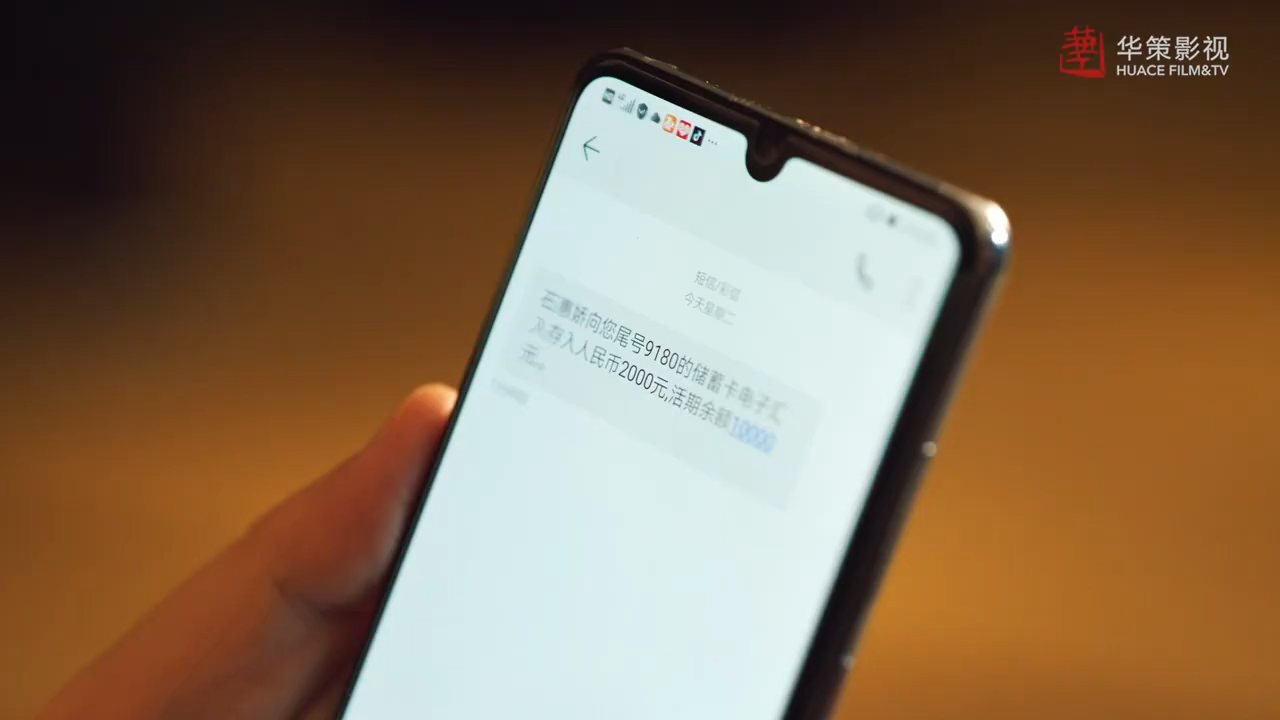 华策影视
HUACE FILM&TV
短信/彩信
今天星期二
石惠娇向您尾号9180的储蓄卡电子汇
入存入人民币2000元,活期余额10000
元。